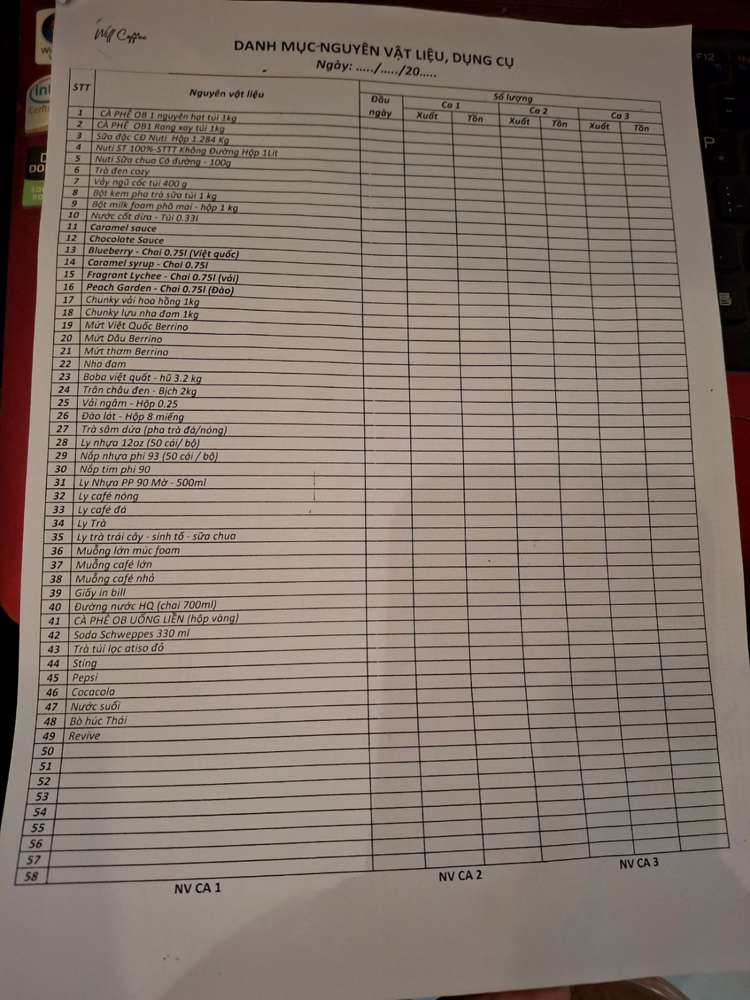 Well Coffee
DANH MỤC NGUYÊN VẬT LIỆU, DỤNG CỤ
Ngày: ...../...../20.....
STT Nguyên vật liệu Đầu ngày Số lượng
Ca 1 Ca 2 Ca 3
Xuất Tồn Xuất Tồn Xuất Tồn
1 CÀ PHÊ OB 1 nguyên hạt túi 1kg
2 CÀ PHÊ OB1 Rang xay túi 1kg
3 Sữa đặc CĐ Nuti Hộp 1.284 Kg
4 Nuti ST 100%-STTT Không Đường Hộp 1Lit
5 Nuti Sữa chua Có đường - 100g
6 Trà đen cozy
7 Vảy ngũ cốc túi 400 g
8 Bột kem pha trà sữa túi 1 kg
9 Bột milk foam phô mai - hộp 1 kg
10 Nước cốt dừa - Túi 0.33l
11 Caramel sauce
12 Chocolate Sauce
13 Blueberry - Chai 0.75l (Việt quốc)
14 Caramel syrup - Chai 0.75l
15 Fragrant Lychee - Chai 0.75l (vải)
16 Peach Garden - Chai 0.75l (Đào)
17 Chunky vải hoa hồng 1kg
18 Chunky lựu nha đam 1kg
19 Mứt Việt Quốc Berrino
20 Mứt Dâu Berrino
21 Mứt thơm Berrino
22 Nha đam
23 Boba việt quất - hũ 3.2 kg
24 Trân châu đen - Bịch 2kg
25 Vải ngâm - Hộp 0.25
26 Đào lát - Hộp 8 miếng
27 Trà sâm dứa (pha trà đá/nóng)
28 Ly nhựa 12oz (50 cái/ bộ)
29 Nắp nhựa phi 93 (50 cái / bộ)
30 Nắp tim phi 90
31 Ly Nhựa PP 90 Mờ - 500ml
32 Ly café nóng
33 Ly café đá
34 Ly Trà
35 Ly trà trái cây - sinh tố - sữa chua
36 Muỗng lớn múc foam
37 Muỗng café lớn
38 Muỗng café nhỏ
39 Giấy in bill
40 Đường nước HQ (chai 700ml)
41 CÀ PHÊ OB UỐNG LIỀN (hộp vàng)
42 Soda Schweppes 330 ml
43 Trà túi lọc atiso đỏ
44 Sting
45 Pepsi
46 Cocacola
47 Nước suối
48 Bò húc Thái
49 Revive
50
51
52
53
54
55
56
57
58
NV CA 1 NV CA 2 NV CA 3
F12
P